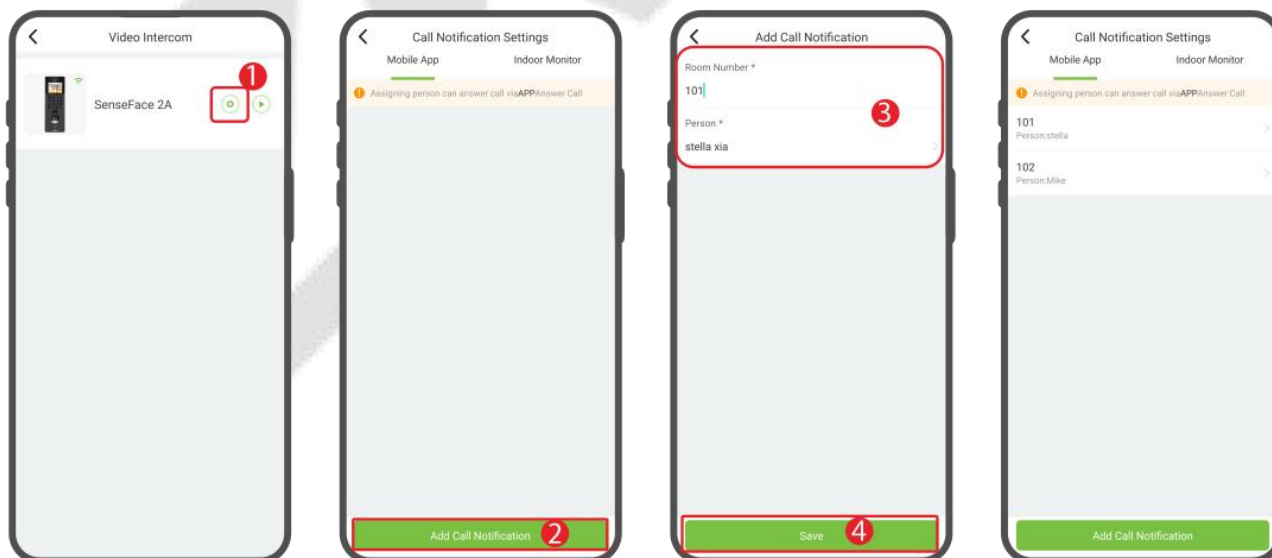 Video Intercom
SenseFace 2A
1
Call Notification Settings
Mobile App Indoor Monitor
Assigning person can answer call viaAPPAnswer Call
Add Call Notification 2
Add Call Notification
Room Number *
101
Person *
stella xia
3
Save 4
Call Notification Settings
Mobile App Indoor Monitor
Assigning person can answer call viaAPPAnswer Call
101
Person:stella
102
Person:Mike
Add Call Notification